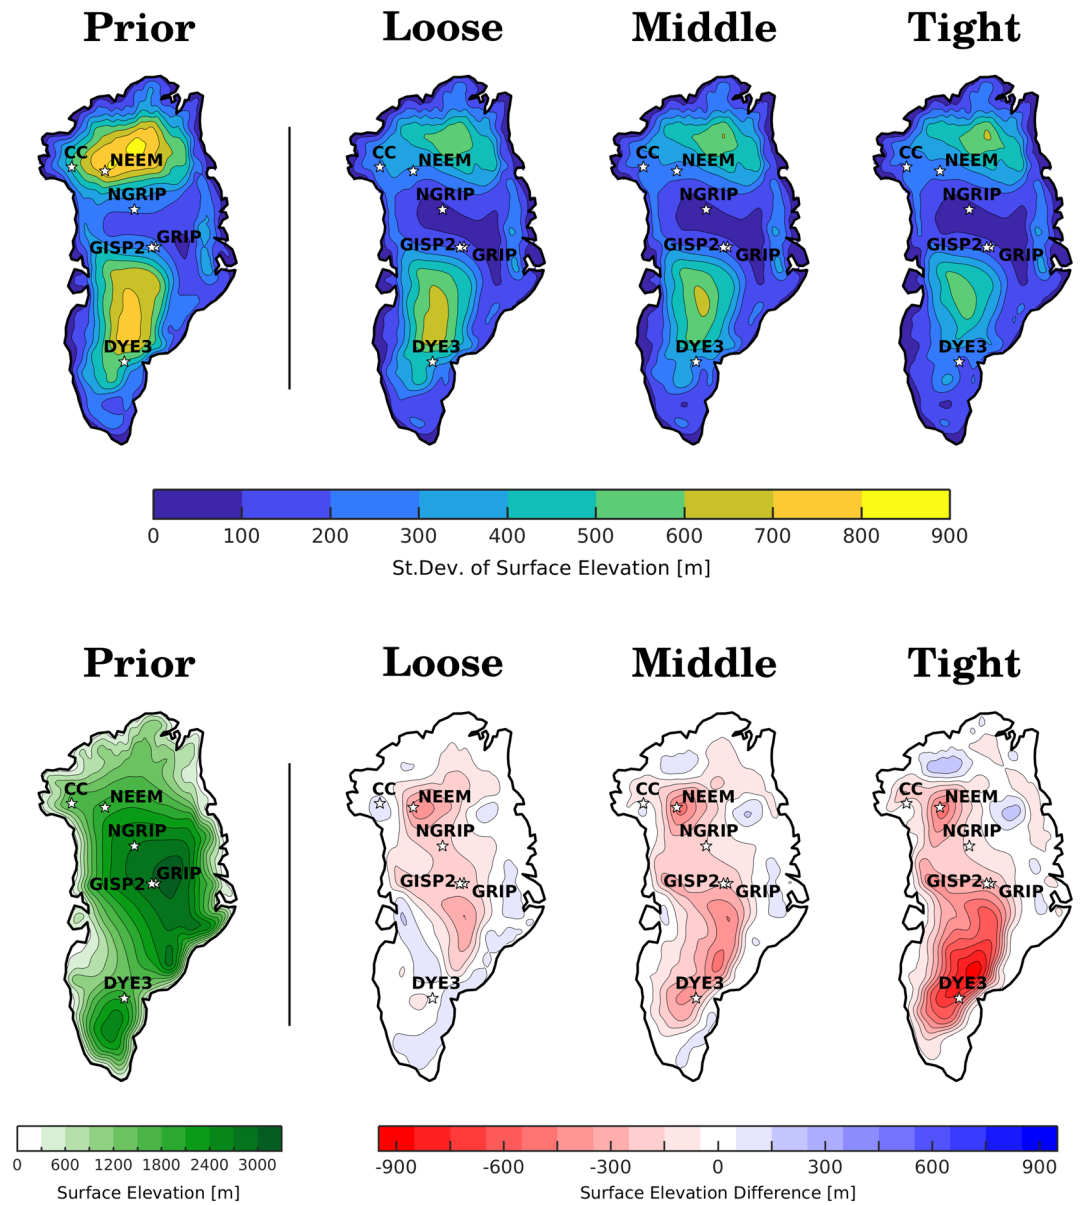 Prior Loose Middle Tight
CC NEEM NGRIP GISP2 GRIP DYE3
CC NEEM NGRIP GISP2 GRIP DYE3
CC NEEM NGRIP GISP2 GRIP DYE3
CC NEEM NGRIP GISP2 GRIP DYE3
0 100 200 300 400 500 600 700 800 900
St.Dev. of Surface Elevation [m]
Prior Loose Middle Tight
CC NEEM NGRIP GISP2 GRIP DYE3
CC NEEM NGRIP GISP2 GRIP DYE3
CC NEEM NGRIP GISP2 GRIP DYE3
CC NEEM NGRIP GISP2 GRIP DYE3
0 600 1200 1800 2400 3000
Surface Elevation [m]
-900 -600 -300 0 300 600 900
Surface Elevation Difference [m]